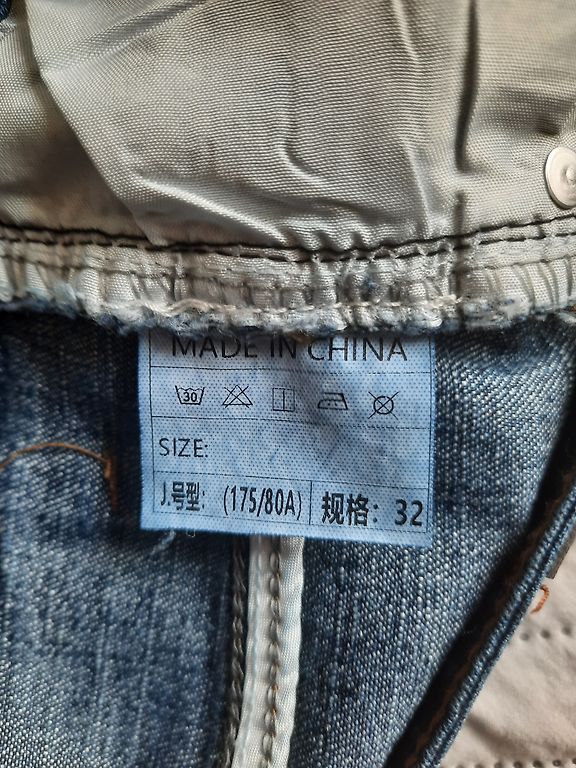 MADE IN CHINA
30
SIZE:
J.号型: (175/80A) 规格: 32